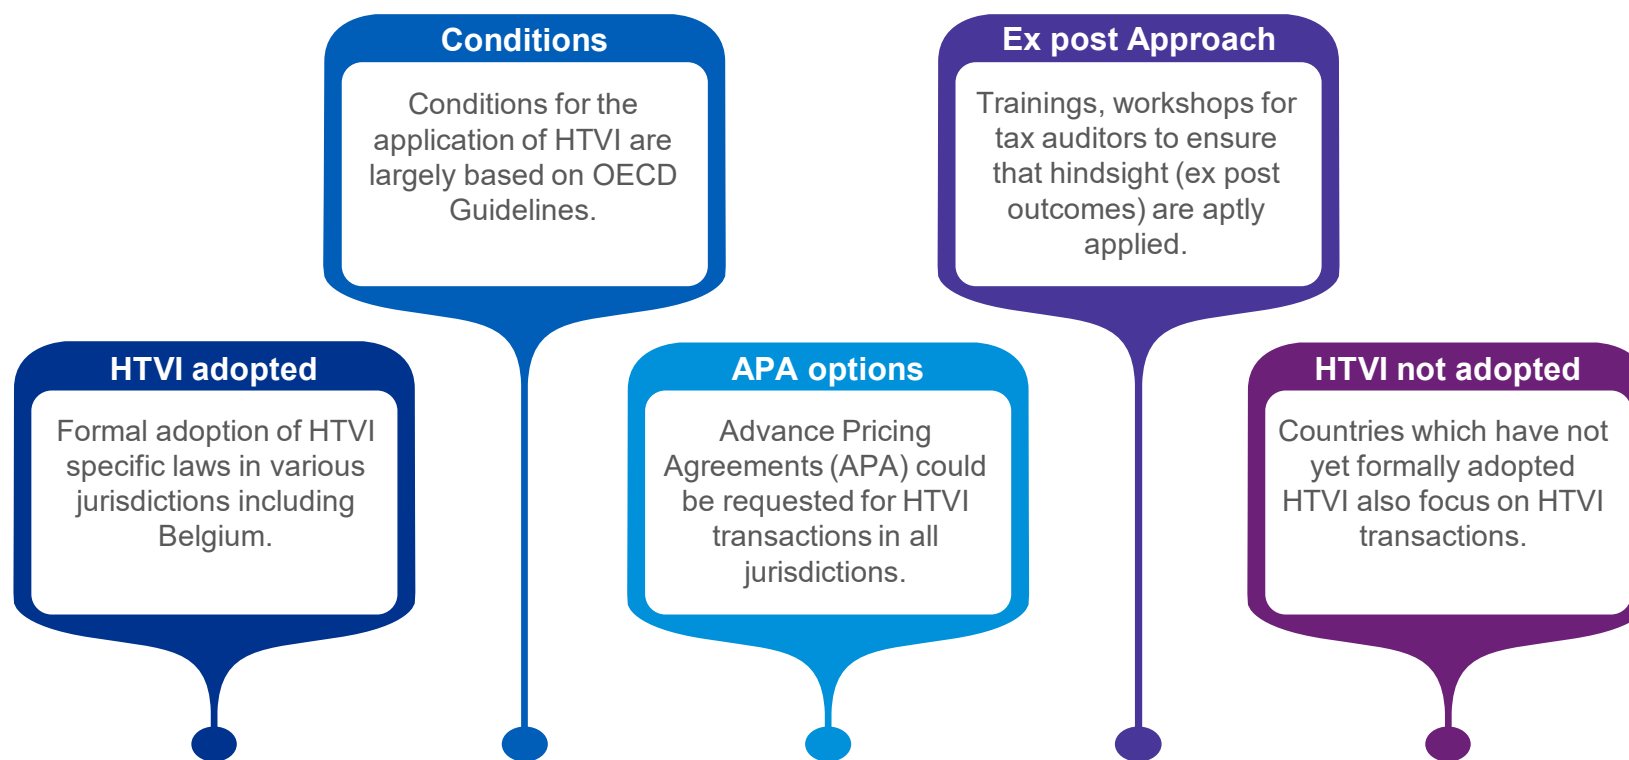 HTVI adopted
Formal adoption of HTVI
specific laws in various
jurisdictions including
Belgium.
Conditions
Conditions for the
application of HTVI are
largely based on OECD
Guidelines.
APA options
Advance Pricing
Agreements (APA) could
be requested for HTVI
transactions in all
jurisdictions.
Ex post Approach
Trainings, workshops for
tax auditors to ensure
that hindsight (ex post
outcomes) are aptly
applied.
HTVI not adopted
Countries which have not
yet formally adopted
HTVI also focus on HTVI
transactions.